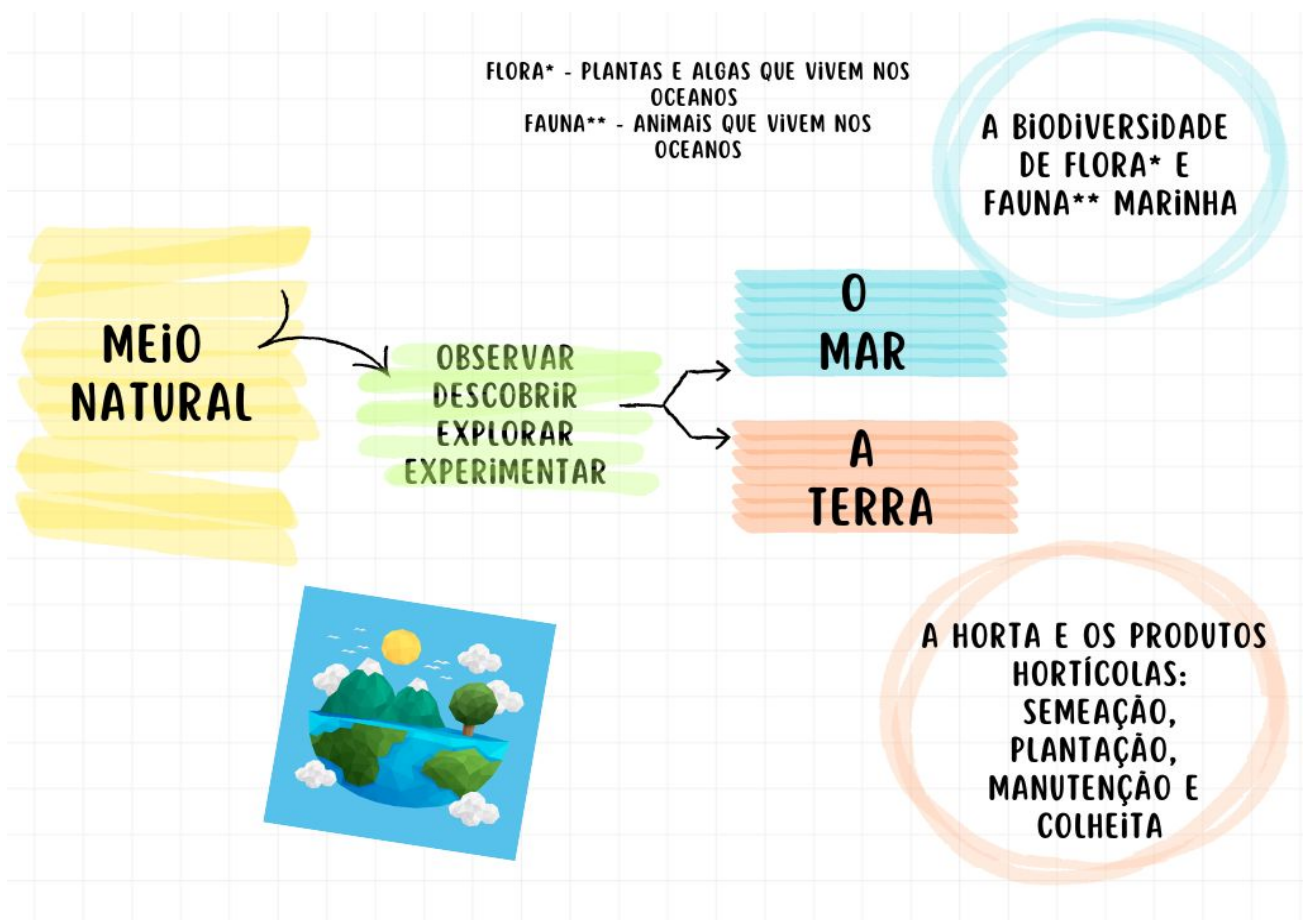 FLORA* - PLANTAS E ALGAS QUE VIVEM NOS
OCEANOS
FAUNA** - ANIMAIS QUE VIVEM NOS
OCEANOS
A BIODIVERSIDADE
DE FLORA* E
FAUNA** MARINHA
MEIO
NATURAL
OBSERVAR
DESCOBRIR
EXPLORAR
EXPERIMENTAR
O
MAR
A
TERRA
A HORTA E OS PRODUTOS
HORTÍCOLAS:
SEMEAÇÃO,
PLANTAÇÃO,
MANUTENÇÃO E
COLHEITA